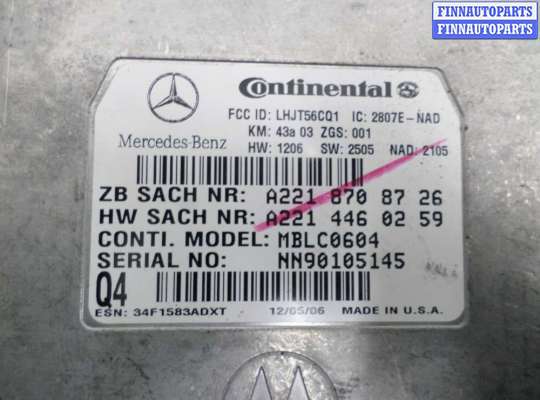 FINNAUTOPARTS
FINNAUTOPARTS
Continental
FCC ID: LHJT56CQ1 IC: 2807E-NAD
KM: 43a 03 ZGS: 001
Mercedes-Benz
HW: 1206 SW: 2505 NAD: 2105
ZB SACH NR: A221 870 87 26
HW SACH NR: A221 446 02 59
CONTI. MODEL: MBLC0604
SERIAL NO: NN90105145
Q4
ESN: 34F1583ADXT 12/05/06 MADE IN U.S.A.